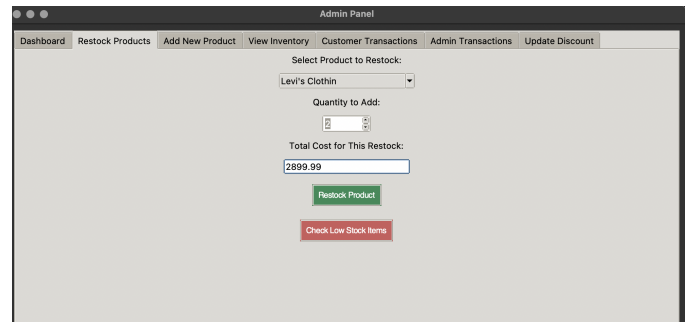 Admin Panel
Dashboard Restock Products Add New Product View Inventory Customer Transactions Admin Transactions Update Discount
Select Product to Restock:
Levi's Clothin
Quantity to Add:
2
Total Cost for This Restock:
2899.99
Restock Product
Check Low Stock Items